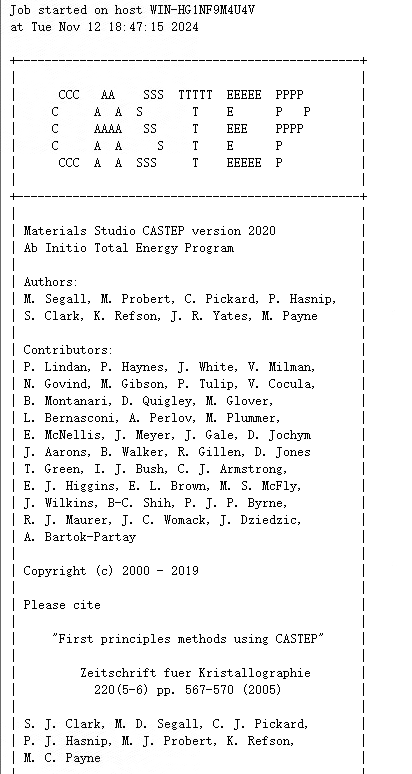 Job started on host WIN-HG1NF9M4U4V
at Tue Nov 12 18:47:15 2024
CCC AA SSS TTTTT EEEEE PPPP
C A A S T E P P
C AAAA SS T EEE PPPP
C A A S T E P
CCC A A SSS T EEEEE P
Materials Studio CASTEP version 2020
Ab Initio Total Energy Program
Authors:
M. Segall, M. Probert, C. Pickard, P. Hasnip,
S. Clark, K. Refson, J. R. Yates, M. Payne
Contributors:
P. Lindan, P. Haynes, J. White, V. Milman,
N. Govind, M. Gibson, P. Tulip, V. Cocula,
B. Montanari, D. Quigley, M. Glover,
L. Bernasconi, A. Perlov, M. Plummer,
E. McNellis, J. Meyer, J. Gale, D. Jochym
J. Aarons, B. Walker, R. Gillen, D. Jones
T. Green, I. J. Bush, C. J. Armstrong,
E. J. Higgins, E. L. Brown, M. S. McFly,
J. Wilkins, B-C. Shih, P. J. P. Byrne,
R. J. Maurer, J. C. Womack, J. Dziedzic,
A. Bartok-Partay
Copyright (c) 2000 - 2019
Please cite
"First principles methods using CASTEP"
Zeitschrift fuer Kristallographie
220(5-6) pp. 567-570 (2005)
S. J. Clark, M. D. Segall, C. J. Pickard,
P. J. Hasnip, M. J. Probert, K. Refson,
M. C. Payne